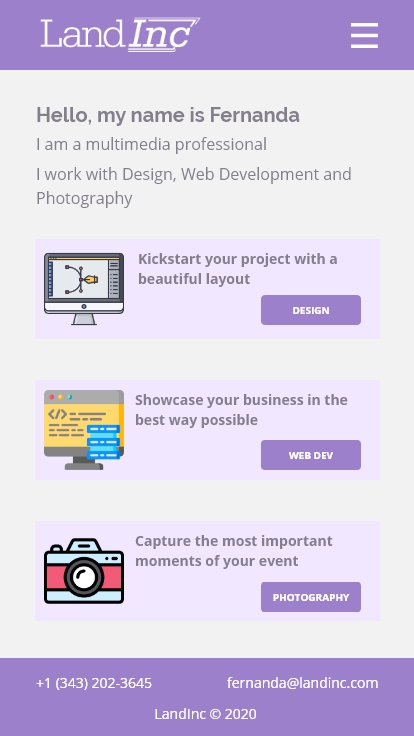 Land Inc
Hello, my name is Fernanda
I am a multimedia professional
I work with Design, Web Development and
Photography
Kickstart your project with a
beautiful layout
DESIGN
Showcase your business in the
best way possible
WEB DEV
Capture the most important
moments of your event
PHOTOGRAPHY
+1 (343) 202-3645 fernanda@landinc.com
LandInc © 2020